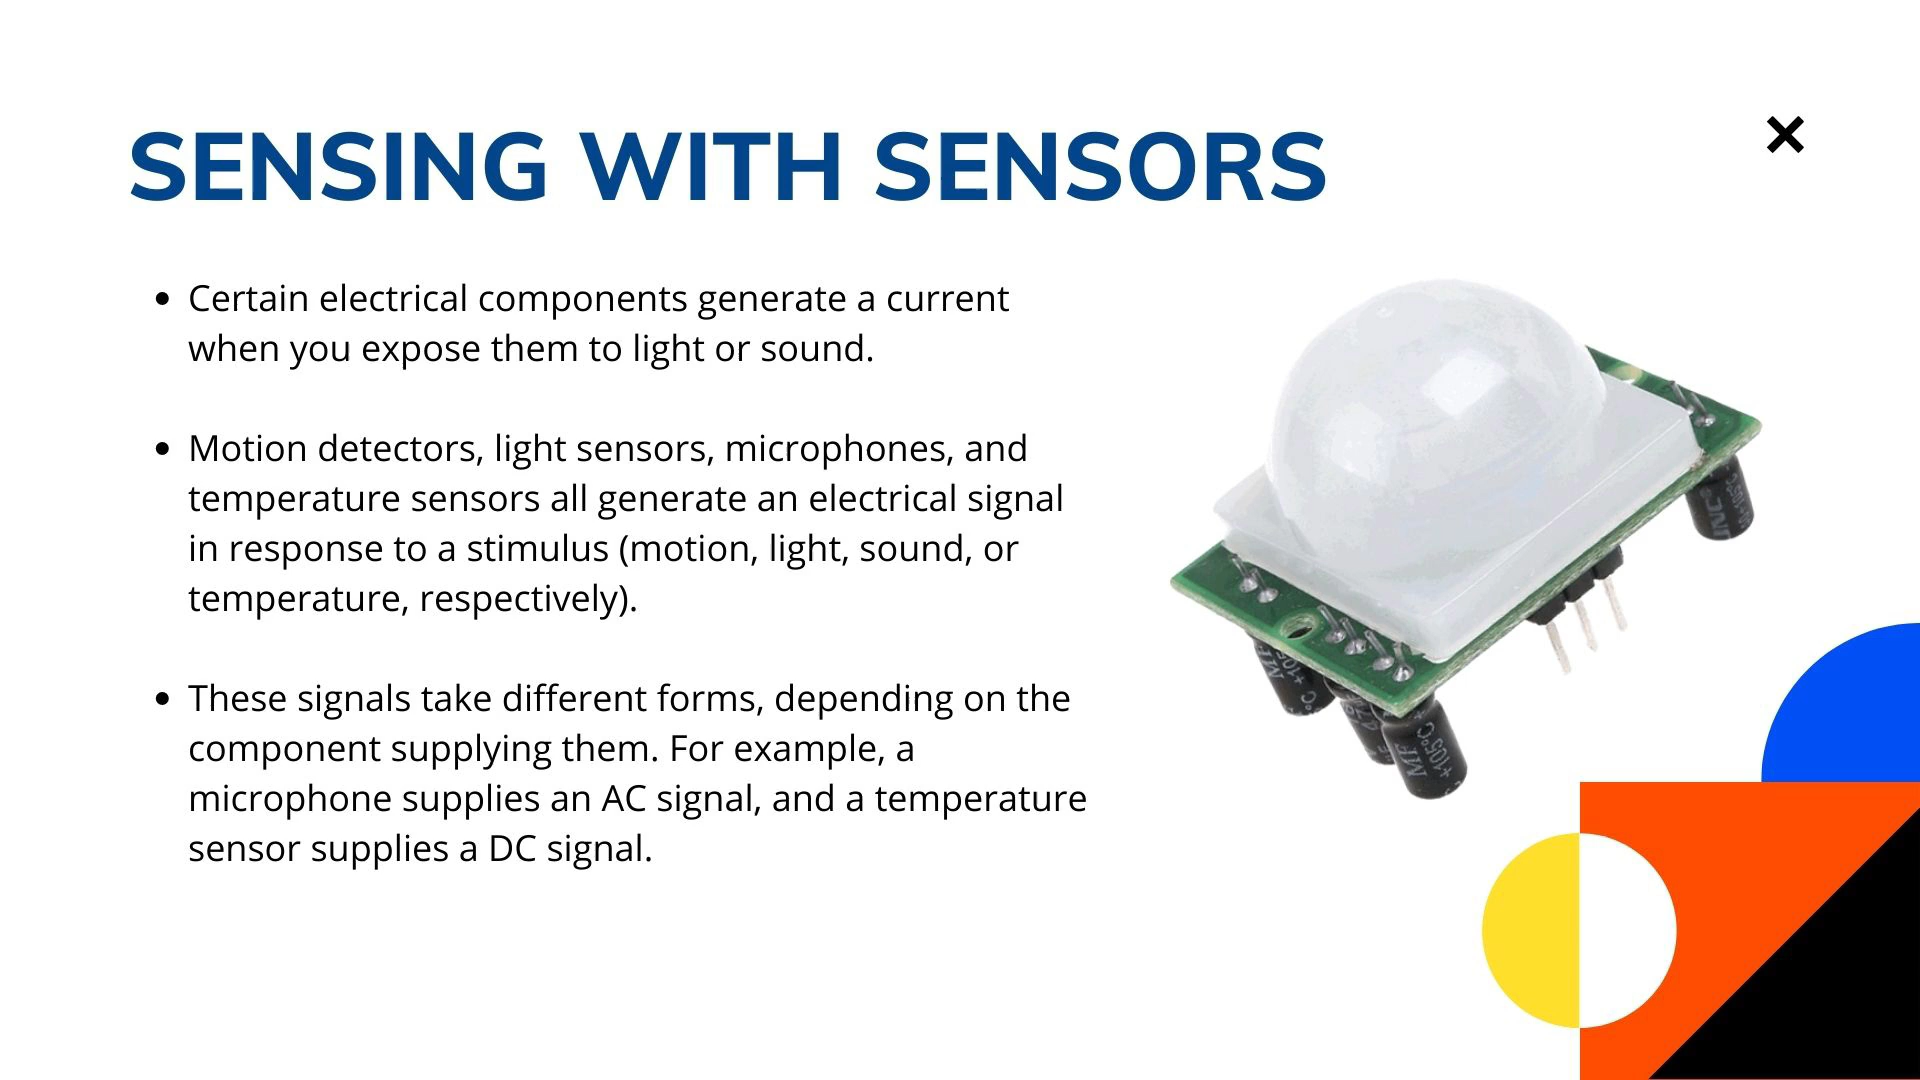 SENSING WITH SENSORS
Certain electrical components generate a current
when you expose them to light or sound.
Motion detectors, light sensors, microphones, and
temperature sensors all generate an electrical signal
in response to a stimulus (motion, light, sound, or
temperature, respectively).
These signals take different forms, depending on the
component supplying them. For example, a
microphone supplies an AC signal, and a temperature
sensor supplies a DC signal.
+105°C